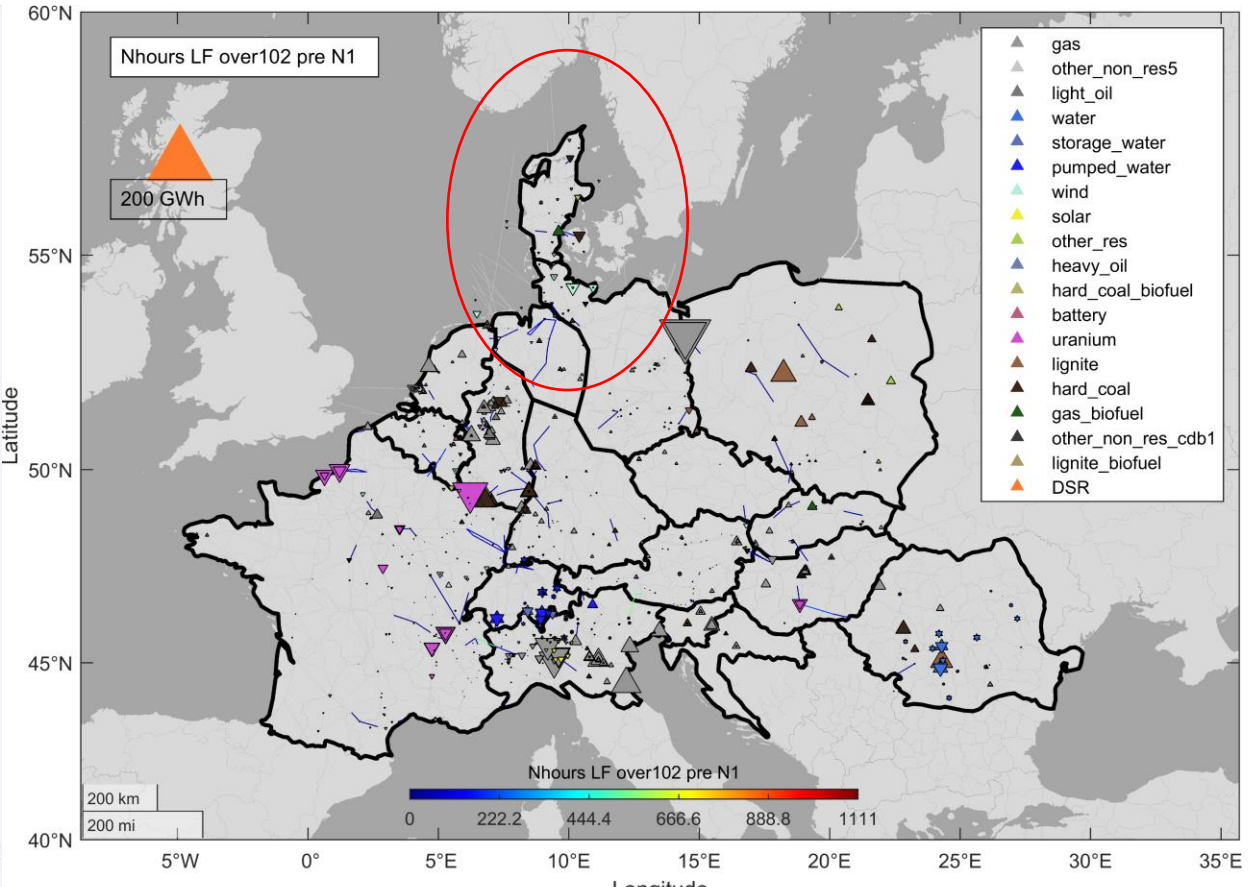 60°N
55°N
50°N
45°N
40°N
Latitude
Nhours LF over102 pre N1
200 GWh
gas
other_non_res5
light_oil
water
storage_water
pumped_water
wind
solar
other_res
heavy_oil
hard_coal_biofuel
battery
uranium
lignite
hard_coal
gas_biofuel
other_non_res_cdb1
lignite_biofuel
DSR
Nhours LF over102 pre N1
0 222.2 444.4 666.6 888.8 1111
200 km
200 mi
5°W 0° 5°E 10°E 15°E 20°E 25°E 30°E 35°E
Longitude